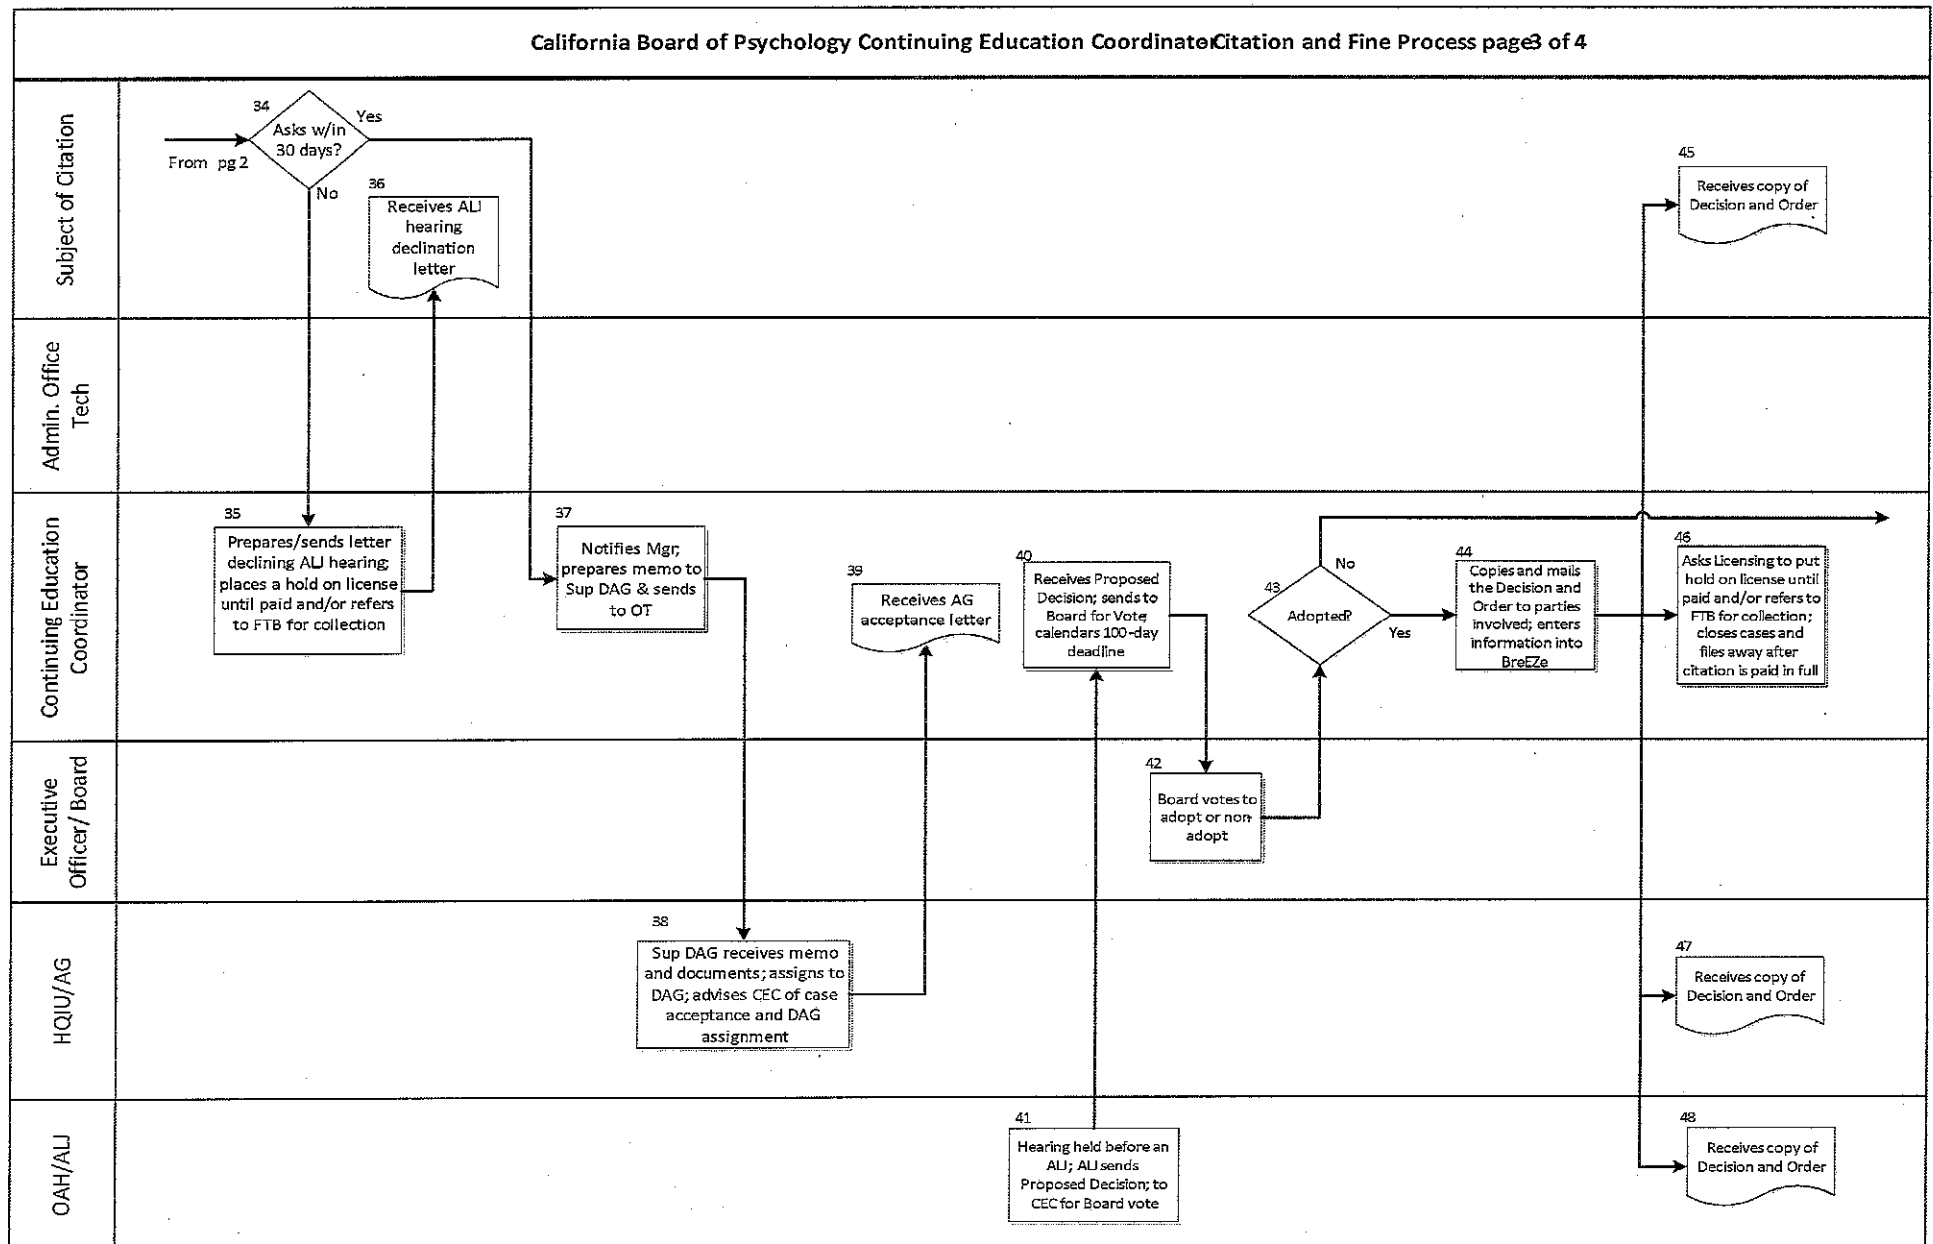 California Board of Psychology Continuing Education CoordinatorCitation and Fine Process page3 of 4
Subject of Citation
34
Asks w/in
30 days?
Yes
No
From pg 2
36
Receives ALJ
hearing
declination
letter
45
Receives copy of
Decision and Order
Admin. Office
Tech
Continuing Education
Coordinator
35
Prepares/sends letter
declining ALJ hearing;
places a hold on license
until paid and/or refers
to FTB for collection
37
Notifies Mgr;
prepares memo to
Sup DAG & sends
to OT
39
Receives AG
acceptance letter
40
Receives Proposed
Decision; sends to
Board for Vote;
calendars 100-day
deadline
43
Adopted?
No
Yes
44
Copies and mails
the Decision and
Order to parties
involved; enters
information into
BreEZe
46
Asks Licensing to put
hold on license until
paid and/or refers to
FTB for collection;
closes cases and
files away after
citation is paid in full
Executive
Officer/ Board
42
Board votes to
adopt or non-
adopt
HQIU/AG
38
Sup DAG receives memo
and documents; assigns to
DAG; advises CEC of case
acceptance and DAG
assignment
47
Receives copy of
Decision and Order
OAH/ALJ
41
Hearing held before an
ALJ; ALJ sends
Proposed Decision; to
CEC for Board vote
48
Receives copy of
Decision and Order